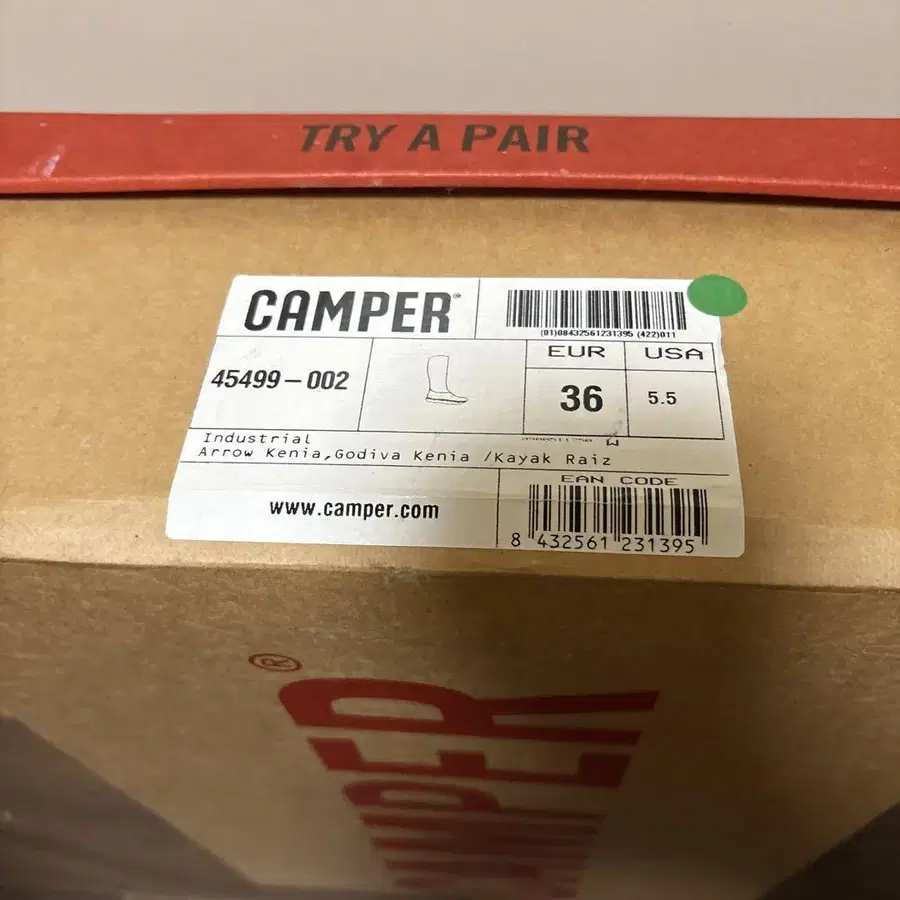 TRY A PAIR
CAMPER®
(01)08432561231395 (422)011
45499-002
EUR
USA
36
5.5
W
Industrial
Arrow Kenia,Godiva Kenia /Kayak Raiz
EAN CODE
www.camper.com
8 432561 231395
®
CAMPER